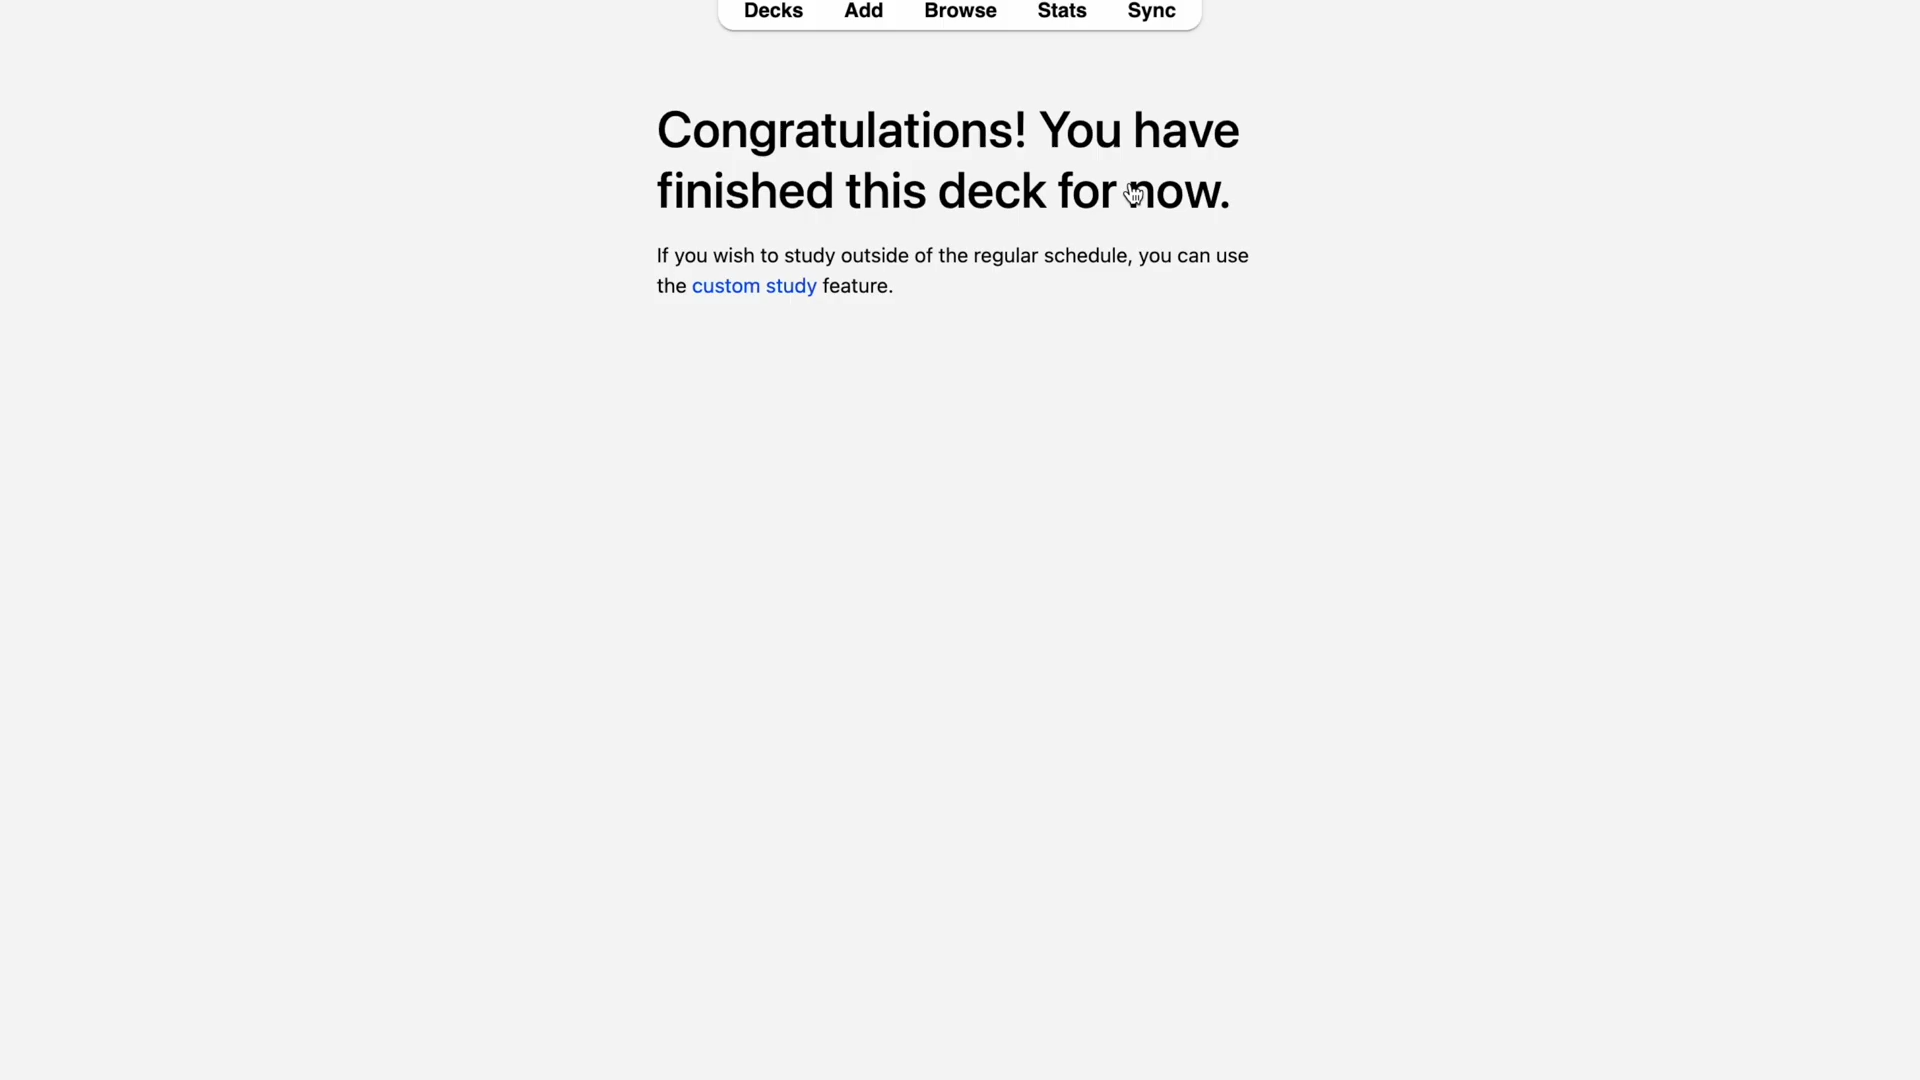 Decks Add Browse Stats Sync
Congratulations! You have
finished this deck for now.
If you wish to study outside of the regular schedule, you can use
the custom study feature.